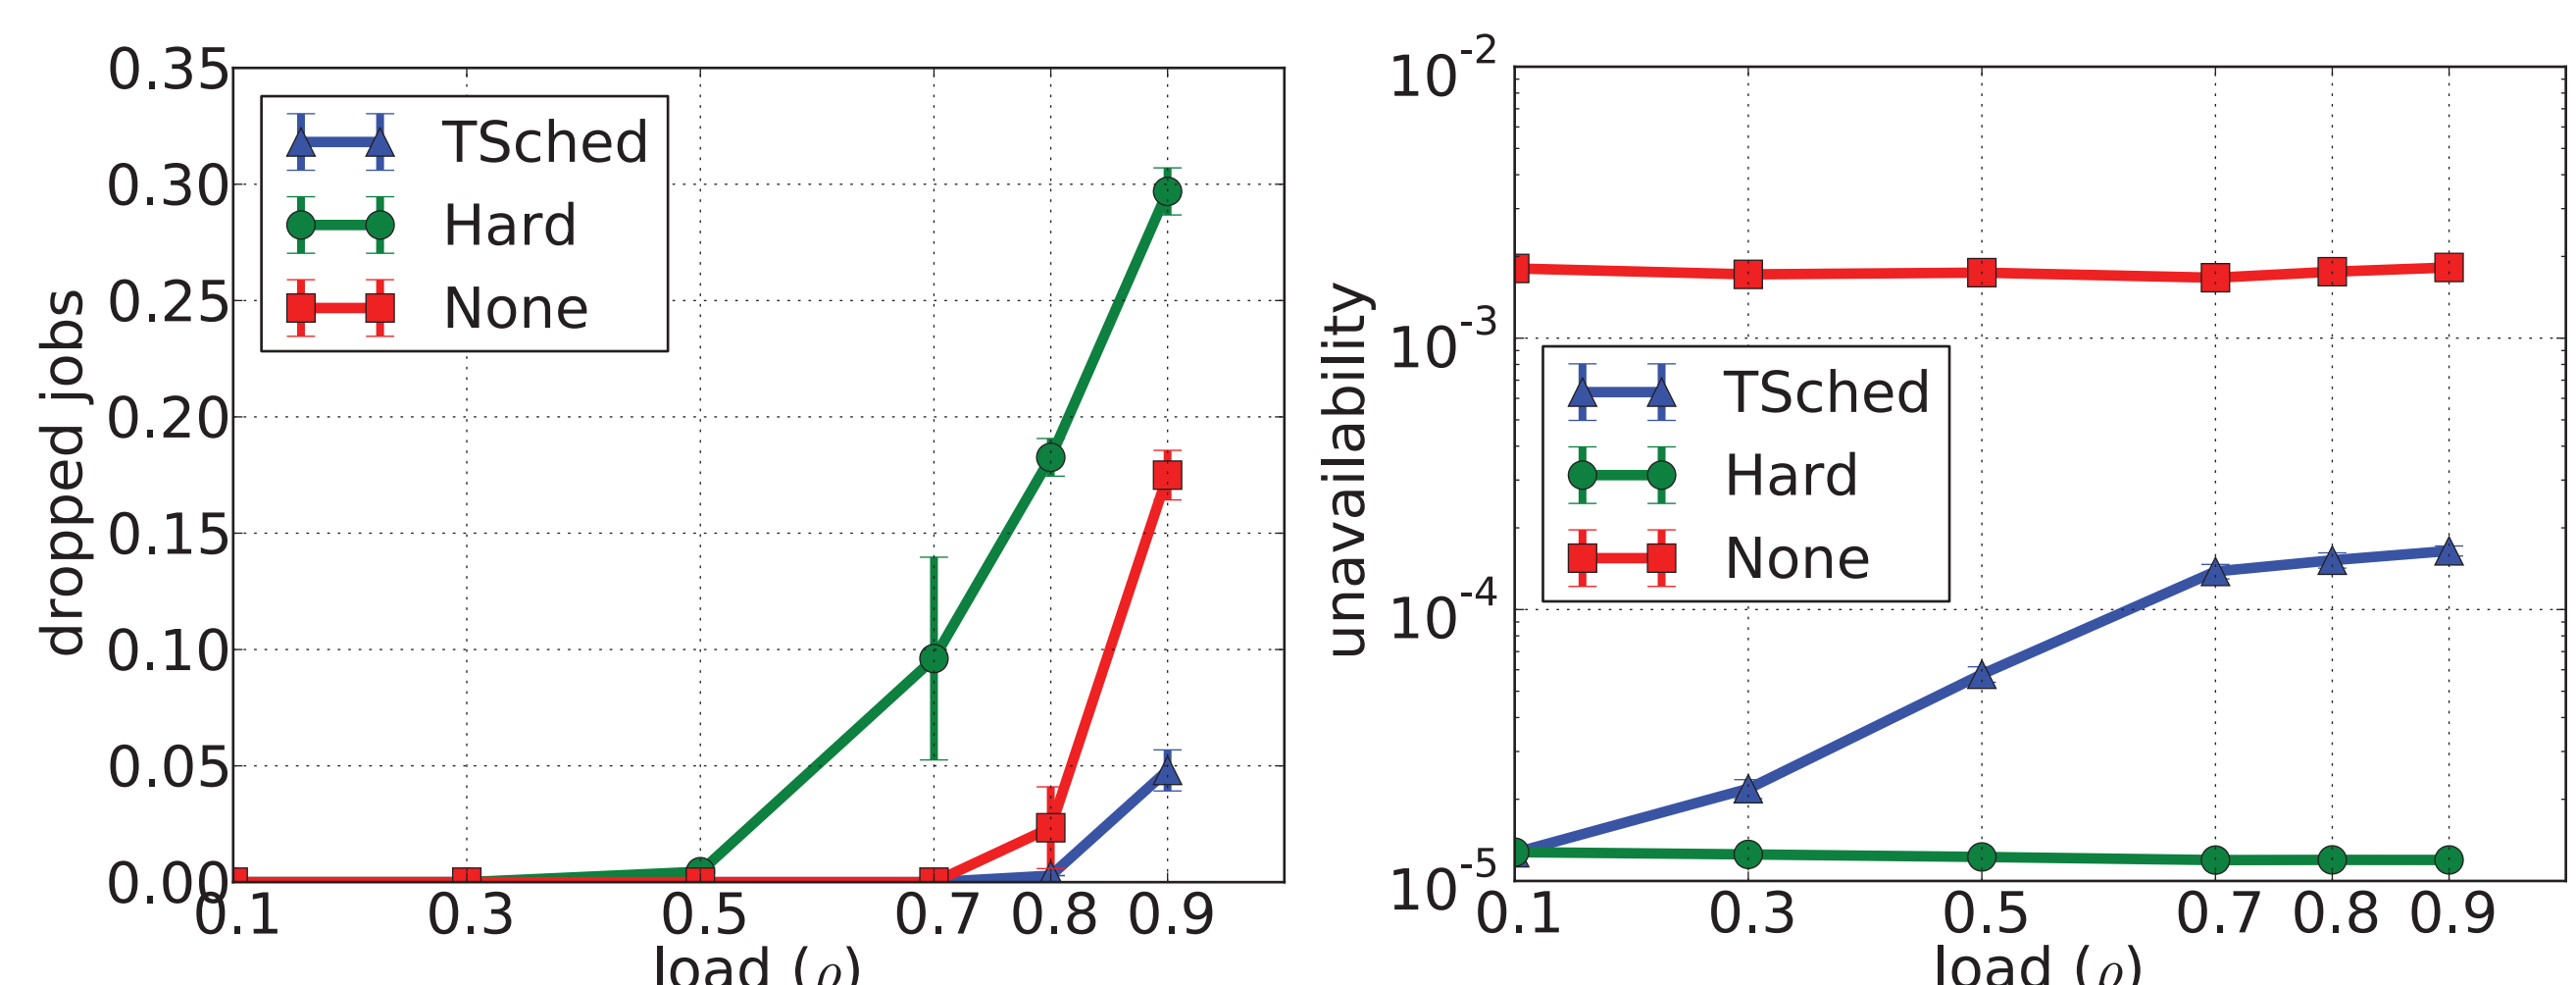 0.35
0.30
0.25
0.20
0.15
0.10
0.05
0.00
dropped jobs
TSched
Hard
None
0.1 0.3 0.5 0.7 0.8 0.9
load (ρ)
10-2
10-3
10-4
10-5
unavailability
TSched
Hard
None
0.1 0.3 0.5 0.7 0.8 0.9
load (ρ)